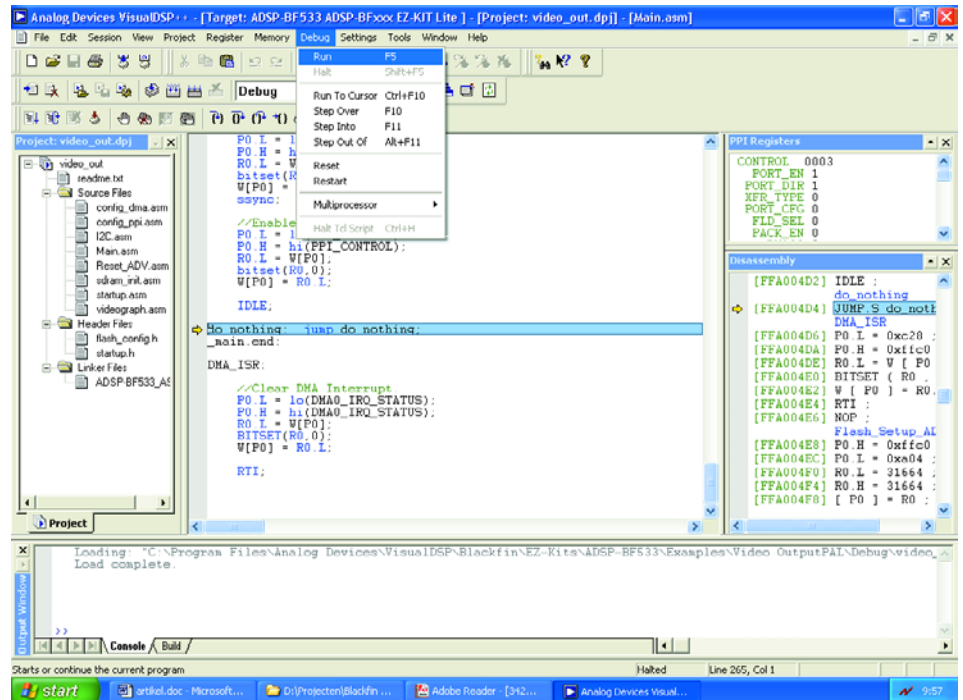 Analog Devices VisualDSP++ - [Target: ADSP-BF533 ADSP-BFxxx EZ-KIT Lite ] - [Project: video_out.dpj] - [Main.asm]
File Edit Session View Project Register Memory Debug Settings Tools Window Help
Debug
Run F5
Halt Shift+F5
Run To Cursor Ctrl+F10
Step Over F10
Step Into F11
Step Out Of Alt+F11
Reset
Restart
Multiprocessor
Halt Tcl Script Ctrl+H
Project: video_out.dpj
video_out
readme.txt
Source Files
config_dma.asm
config_ppi.asm
I2C.asm
Main.asm
Reset_ADV.asm
sdram_init.asm
startup.asm
videograph.asm
Header Files
flash_config.h
startup.h
Linker Files
ADSP-BF533_AS
Project
P0.L = l
P0.H = h
R0.L = W
bitset(R
W[P0] =
ssync;
//Enable
P0.L = l
P0.H = hi(PPI_CONTROL);
R0.L = W[P0];
bitset(R0,0);
W[P0] = R0.L;
IDLE;
do_nothing: jump do_nothing;
_main.end:
DMA_ISR:
//Clear DMA Interrupt
P0.L = lo(DMA0_IRQ_STATUS);
P0.H = hi(DMA0_IRQ_STATUS);
R0.L = W[P0];
BITSET(R0,0);
W[P0] = R0.L;
RTI;
PPI Registers
CONTROL 0003
PORT_EN 1
PORT_DIR 1
XFR_TYPE 0
PORT_CFG 0
FLD_SEL 0
PACK_EN 0
Disassembly
[FFA004D2] IDLE ;
do_nothing
[FFA004D4] JUMP.S do_noth
DMA_ISR
[FFA004D6] P0.L = 0xc28 ;
[FFA004DA] P0.H = 0xffc0
[FFA004DE] R0.L = W [ P0
[FFA004E0] BITSET ( R0 ,
[FFA004E2] W [ P0 ] = R0.
[FFA004E4] RTI ;
[FFA004E6] NOP ;
Flash_Setup_AD
[FFA004E8] P0.H = 0xffc0
[FFA004EC] P0.L = 0xa04 ;
[FFA004F0] R0.L = 31664 ;
[FFA004F4] R0.H = 31664 ;
[FFA004F8] [ P0 ] = R0 ;
Output Window
Loading: "C:\Program Files\Analog Devices\VisualDSP\Blackfin\EZ-Kits\ADSP-BF533\Examples\Video OutputPAL\Debug\video_
Load complete.
>>
Console Build
Starts or continue the current program Halted Line 265, Col 1
start artikel.doc - Microsoft... D:\Projecten\Blackfin ... Adobe Reader - [342... Analog Devices Visual... 9:57